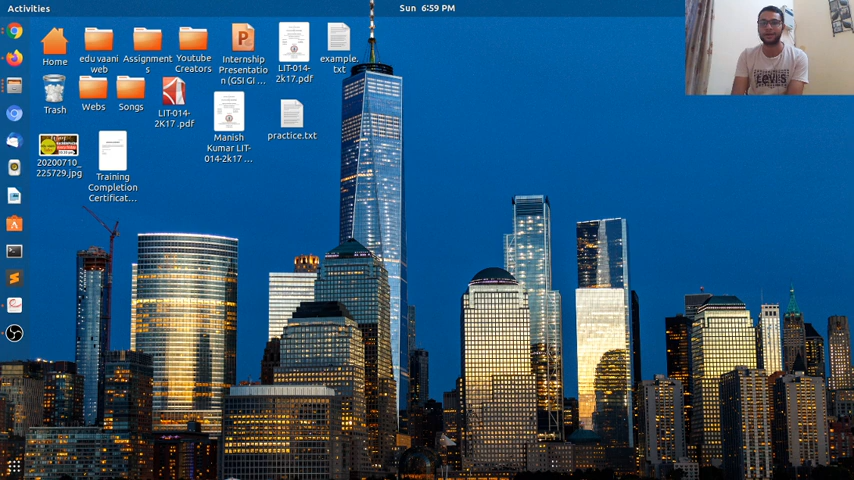 Activities
Sun 6:59 PM
Home
edu vaani
web
Assignment
s
Youtube
Creators
Internship
Presentatio
n (GSI GI ...
LIT-014-
2k17.pdf
example.
txt
Trash
Webs
Songs
LIT-014-
2K17 .pdf
Manish
Kumar LIT-
014-2k17 ...
practice.txt
20200710_
225729.jpg
Training
Completion
Certificat...